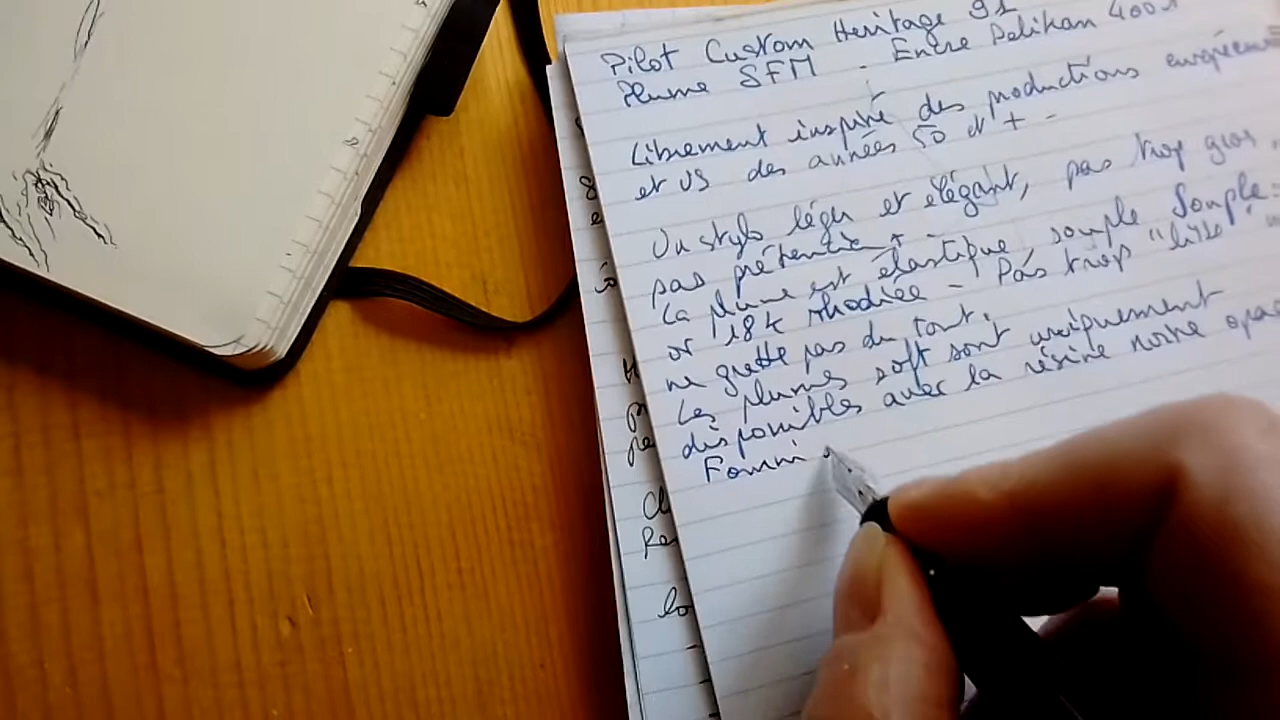 Pilot Custom Heritage 91
Plume SFM - Entre Pelikan 400
Librement inspiré des productions européennes
et US des années 50 et + -
Un stylo léger et élégant, pas trop gros,
pas prétentieux
La plume est élastique, souple. Souple
or 18k rhodiée - Pas trop "
ne gratte pas du tout.
Les plumes soft sont uniquement
disponibles avec la résine noire opa
Fourni